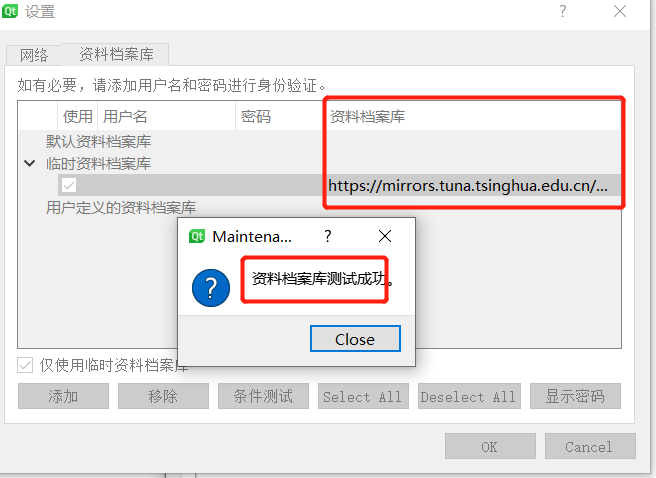 Qt 设置
网络 资料档案库
如有必要，请添加用户名和密码进行身份验证。
使用 用户名 密码 资料档案库
默认资料档案库
临时资料档案库
https://mirrors.tuna.tsinghua.edu.cn/...
用户定义的资料档案库
Qt Maintena... ?
资料档案库测试成功。
Close
仅使用临时资料档案库
添加 移除 条件测试 Select All Deselect All 显示密码
OK Cancel